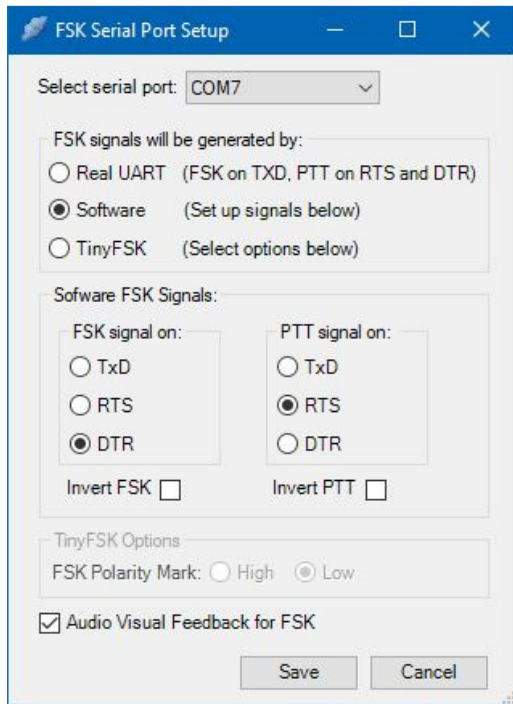 FSK Serial Port Setup
Select serial port: COM7
FSK signals will be generated by:
Real UART (FSK on TXD, PTT on RTS and DTR)
Software (Set up signals below)
TinyFSK (Select options below)
Sofware FSK Signals:
FSK signal on: PTT signal on:
TxD TxD
RTS RTS
DTR DTR
Invert FSK Invert PTT
TinyFSK Options
FSK Polarity Mark: High Low
Audio Visual Feedback for FSK
Save Cancel